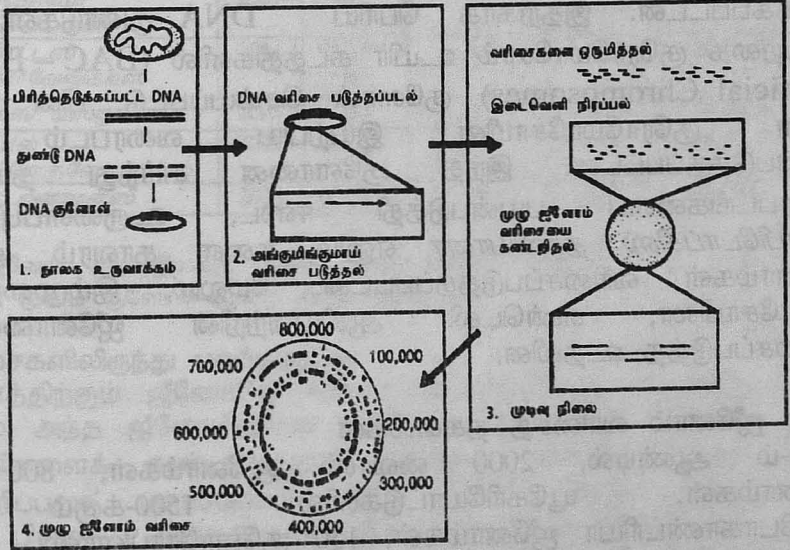 பிரித்தெடுக்கப்பட்ட DNA
துண்டு DNA
DNA குளோன்
1. நூலக உருவாக்கம்
DNA வரிசை படுத்தப்பபல்
2. அங்குமிங்குமாய்
வரிசை படுத்தல்
வரிசைகளை ஒருமித்தல்
இடைவெளி நிரப்பல்
முழு ஜீனோம்
வரிசையை
கண்டறிதல்
3. முடிவு நிலை
800,000
100,000
200,000
300,000
400,000
500,000
600,000
700,000
4. முழு ஜீனோம் வரிசை